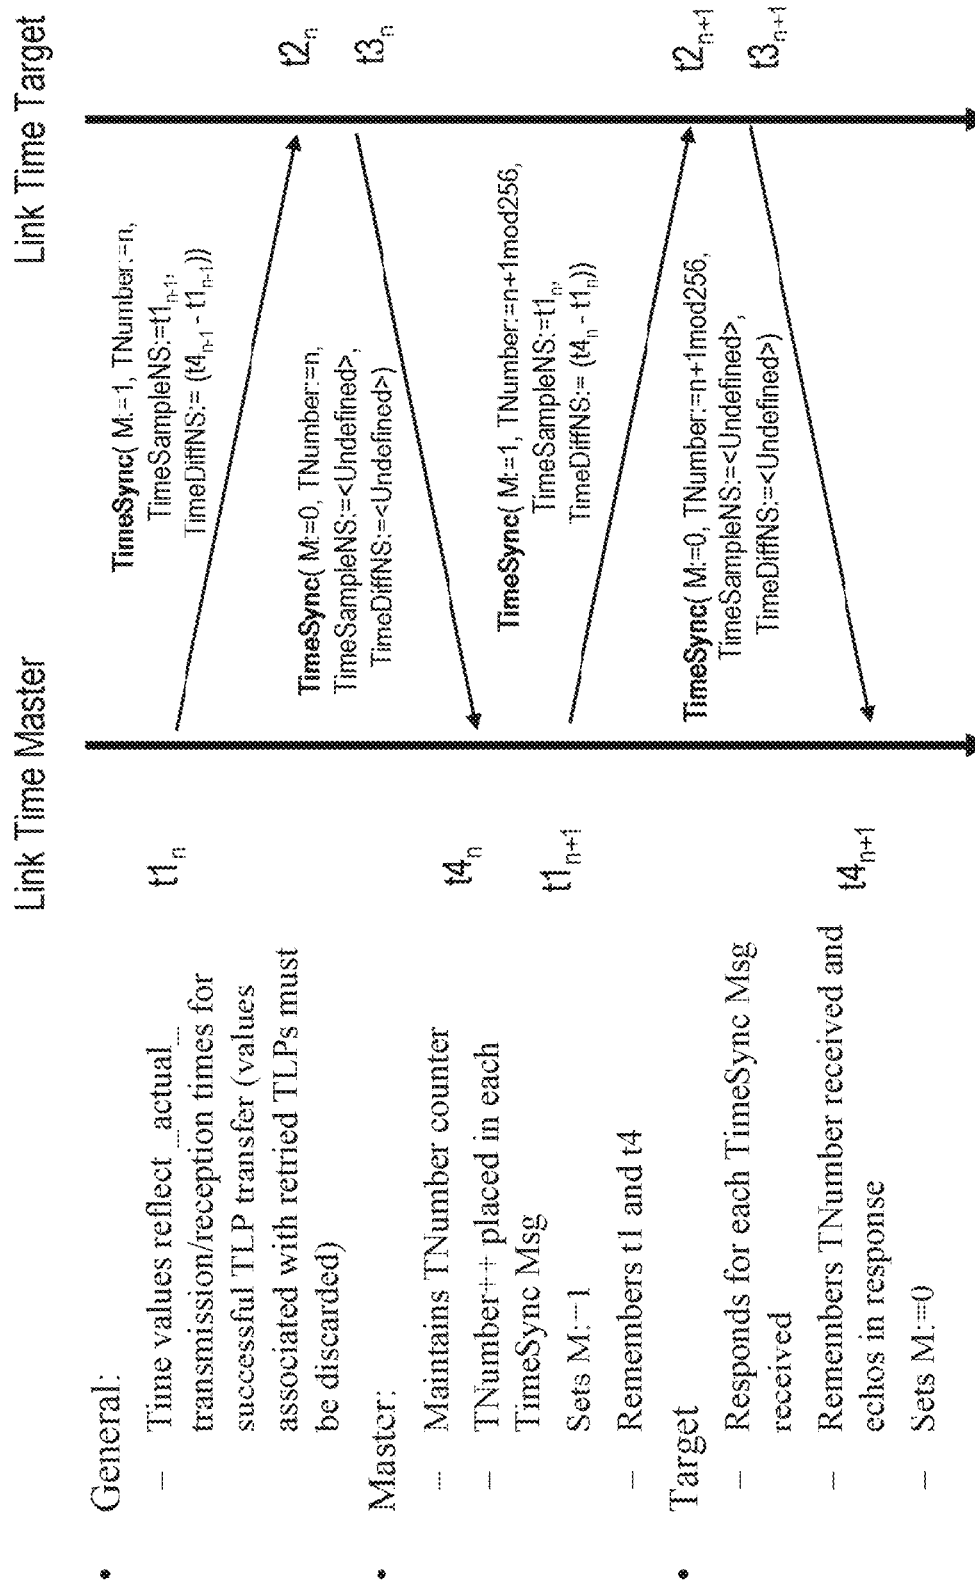 • General:
– Time values reflect _actual_
transmission/reception times for
successful TLP transfer (values
associated with retried TLPs must
be discarded)
• Master:
– Maintains TNumber counter
– TNumber++ placed in each
TimeSync Msg
Sets M:=1
– Remembers t1 and t4
• Target
– Responds for each TimeSync Msg
received
– Remembers TNumber received and
echos in response
– Sets M:=0
Link Time Master
Link Time Target
t1n
t4n
t1n+1
t4n+1
TimeSync( M:=1, TNumber:=n,
TimeSampleNS:=t1n-1,
TimeDiffNS:= (t4n-1 - t1n-1))
TimeSync( M:=0, TNumber:=n,
TimeSampleNS:=<Undefined>,
TimeDiffNS:=<Undefined>)
TimeSync( M:=1, TNumber:=n+1mod256,
TimeSampleNS:=t1n,
TimeDiffNS:= (t4n - t1n))
TimeSync( M:=0, TNumber:=n+1mod256,
TimeSampleNS:=<Undefined>,
TimeDiffNS:=<Undefined>)
t2n
t3n
t2n+1
t3n+1